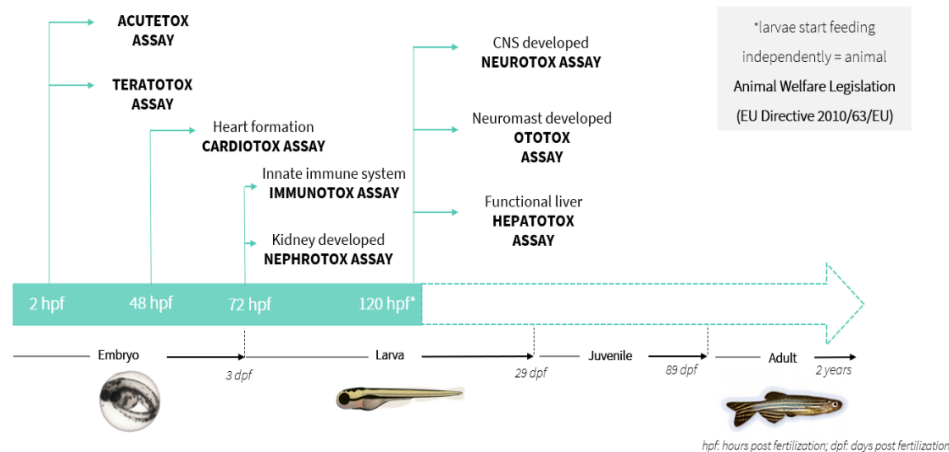 ACUTETOX
ASSAY
TERATOTOX
ASSAY
Heart formation
CARDIOTOX ASSAY
Innate immune system
IMMUNOTOX ASSAY
Kidney developed
NEPHROTOX ASSAY
CNS developed
NEUROTOX ASSAY
Neuromast developed
OTOTOX
ASSAY
Functional liver
HEPATOTOX
ASSAY
*larvae start feeding
independently = animal
Animal Welfare Legislation
(EU Directive 2010/63/EU)
2 hpf
48 hpf
72 hpf
120 hpf*
Embryo
3 dpf
Larva
29 dpf
Juvenile
89 dpf
Adult
2 years
hpf: hours post fertilization; dpf: days post fertilization